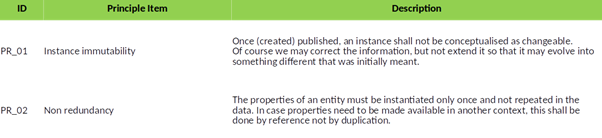 ID Principle Item Description
Once (created) published, an instance shall not be conceptualised as changeable.
PR_01 Instance immutability Of course we may correct the information, but not extend it so that it may evolve into
something different that was initially meant.
The properties of an entity must be instantiated only once and not repeated in the
PR_02 Non redundancy data. In case properties need to be made available in another context, this shall be
done by reference not by duplication.